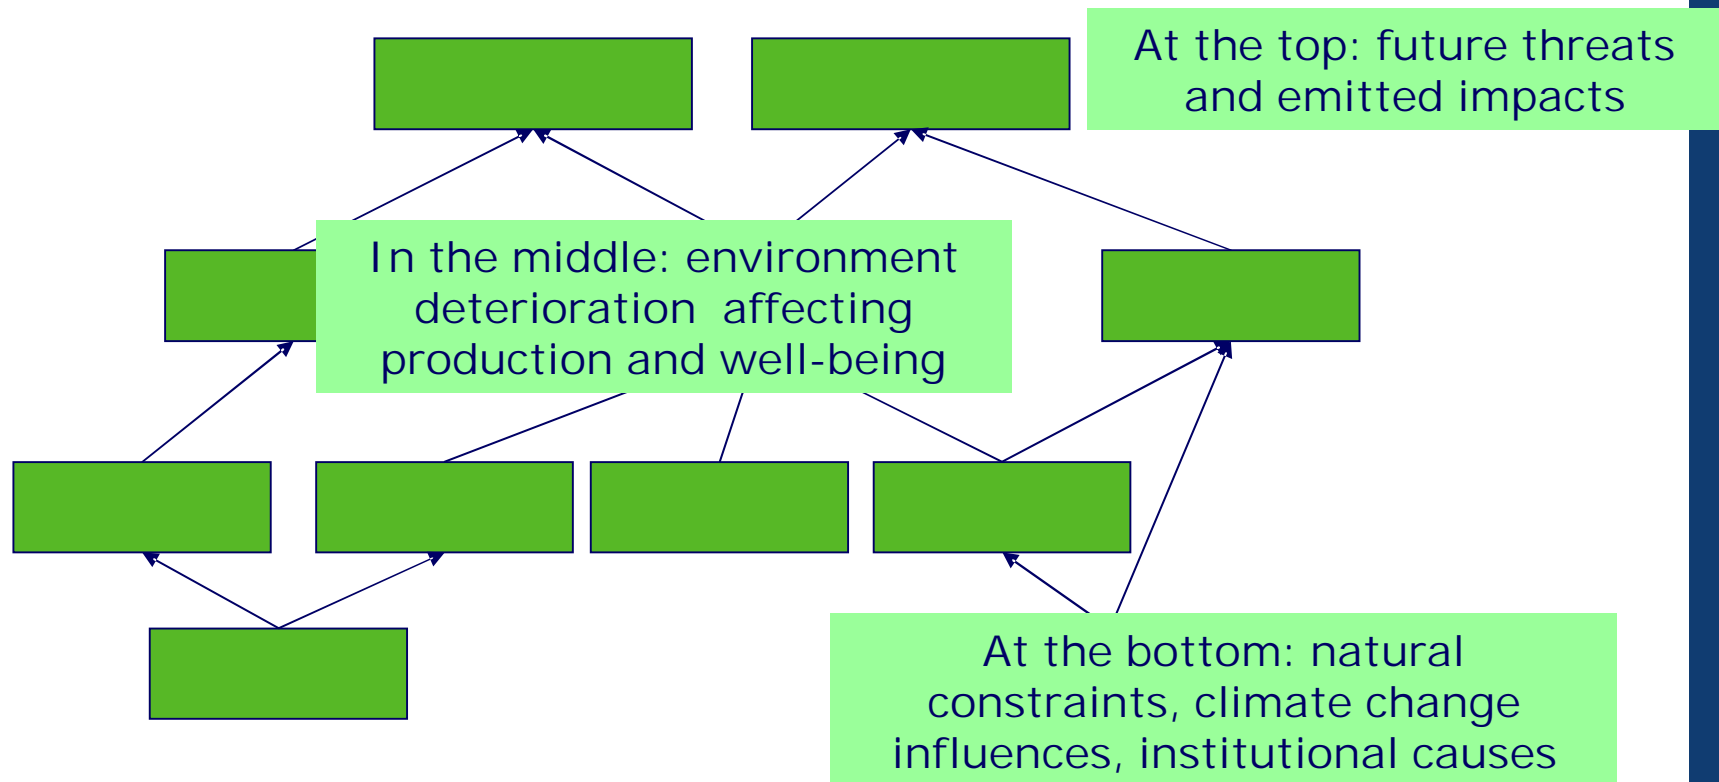 At the top: future threats
and emitted impacts
In the middle: environment
deterioration affecting
production and well-being
At the bottom: natural
constraints, climate change
influences, institutional causes